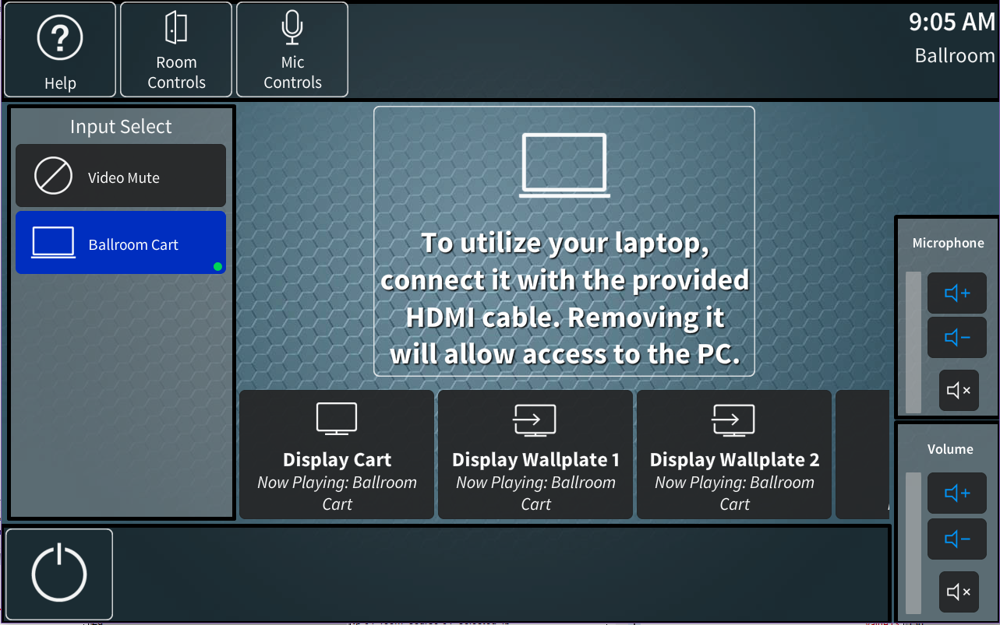 Help
Room
Controls
Mic
Controls
9:05 AM
Ballroom
Input Select
Video Mute
Ballroom Cart
To utilize your laptop,
connect it with the provided
HDMI cable. Removing it
will allow access to the PC.
Microphone
Display Cart
Now Playing: Ballroom
Cart
Display Wallplate 1
Now Playing: Ballroom
Cart
Display Wallplate 2
Now Playing: Ballroom
Cart
Volume